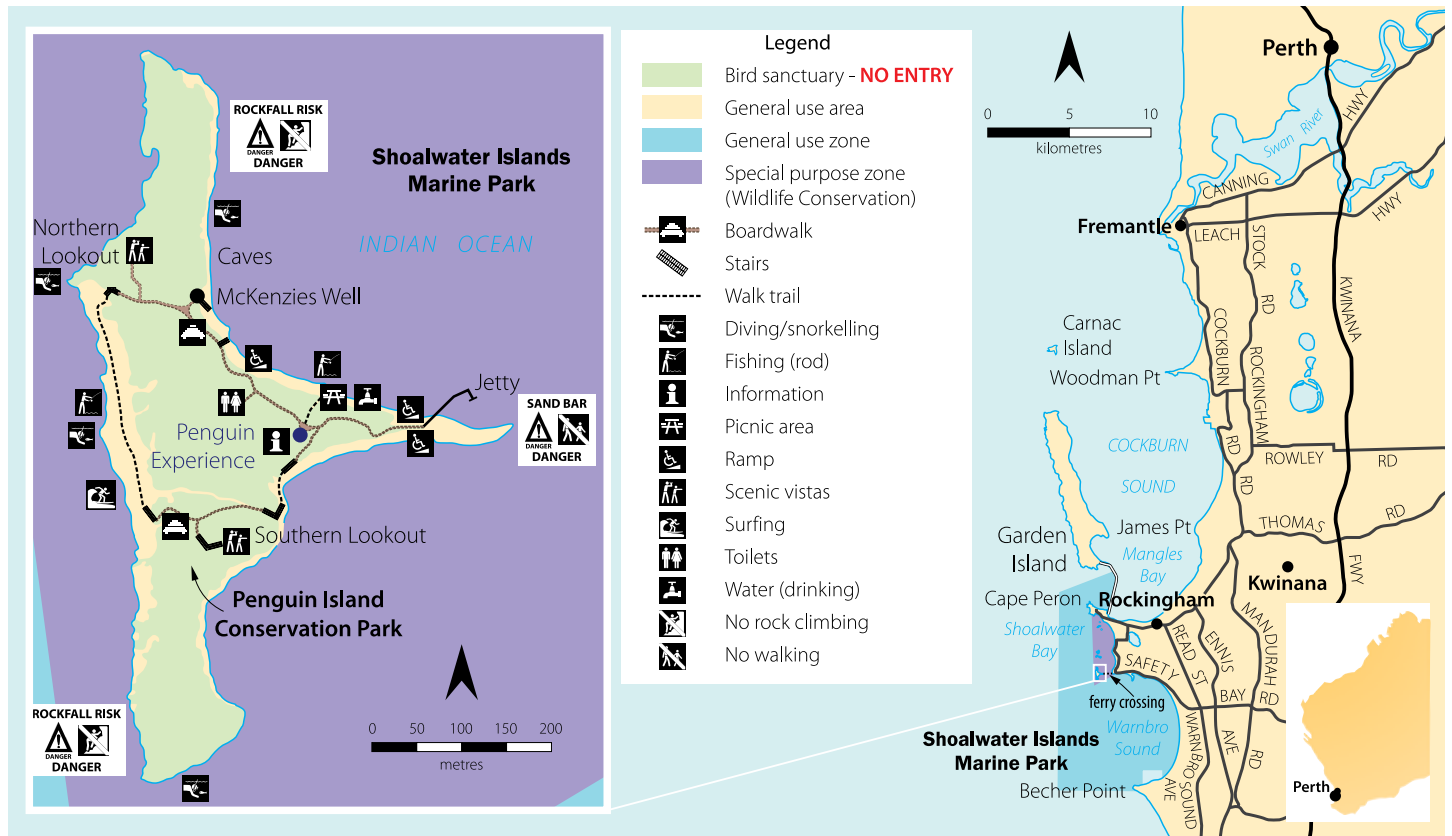 ROCKFALL RISK
DANGER
DANGER
Shoalwater Islands
Marine Park
INDIAN OCEAN
Northern
Lookout
Caves
McKenzies Well
Jetty
SAND BAR
DANGER
DANGER
Penguin
Experience
Southern Lookout
Penguin Island
Conservation Park
ROCKFALL RISK
DANGER
DANGER
0 50 100 150 200
metres
Legend
Bird sanctuary - NO ENTRY
General use area
General use zone
Special purpose zone
(Wildlife Conservation)
Boardwalk
Stairs
Walk trail
Diving/snorkelling
Fishing (rod)
Information
Picnic area
Ramp
Scenic vistas
Surfing
Toilets
Water (drinking)
No rock climbing
No walking
0 5 10
kilometres
Perth
Swan River
HWY
CANNING
HWY
Fremantle
LEACH
STOCK
RD
KWINANA
Carnac
Island
COCKBURN
ROCKINGHAM
Woodman Pt
COCKBURN
SOUND
RD
RD
ROWLEY
RD
THOMAS
RD
James Pt
Garden
Island
Mangles
Bay
Kwinana
FWY
Cape Peron
Rockingham
Shoalwater
Bay
READ ST
ENNIS
MANDURAH
SAFETY
BAY
RD
ferry crossing
Warnbro
Sound
WARNBRO SOUND
AVE
AVE
RD
Shoalwater Islands
Marine Park
Becher Point
Perth